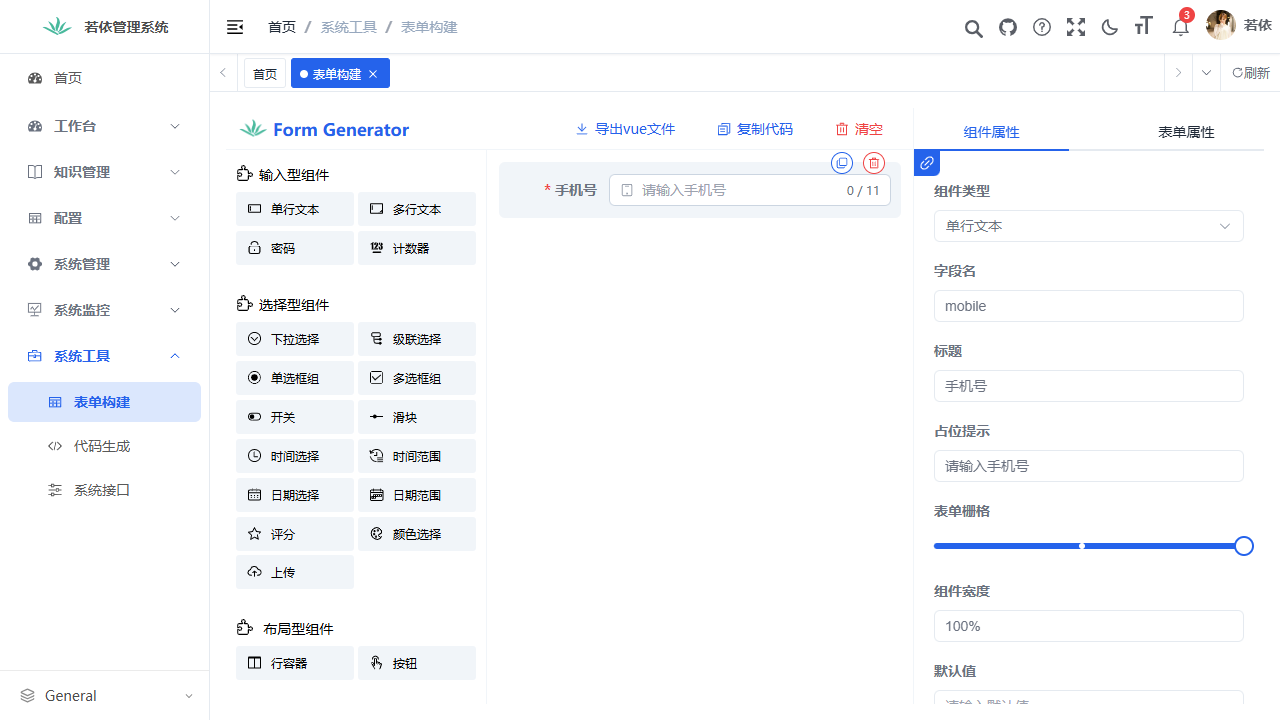 若依管理系统
首页 / 系统工具 / 表单构建
3
若依
首页
表单构建
刷新
首页
工作台
知识管理
配置
系统管理
系统监控
系统工具
表单构建
代码生成
系统接口
General
Form Generator
导出vue文件
复制代码
清空
输入型组件
单行文本
多行文本
密码
计数器
选择型组件
下拉选择
级联选择
单选框组
多选框组
开关
滑块
时间选择
时间范围
日期选择
日期范围
评分
颜色选择
上传
布局型组件
行容器
按钮
* 手机号
请输入手机号
0 / 11
组件属性
表单属性
组件类型
单行文本
字段名
mobile
标题
手机号
占位提示
请输入手机号
表单栅格
组件宽度
100%
默认值
请输入默认值